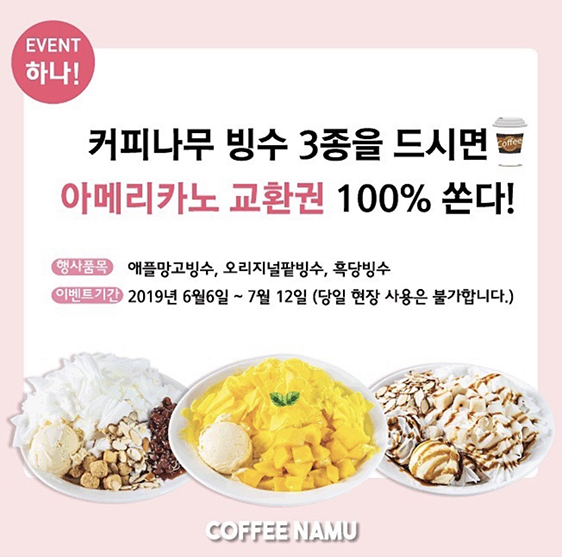 EVENT
하나!
커피나무 빙수 3종을 드시면
Coffee
아메리카노 교환권 100% 쏜다!
행사품목 애플망고빙수, 오리지널팥빙수, 흑당빙수
이벤트기간 2019년 6월6일 ~ 7월 12일 (당일 현장 사용은 불가합니다.)
COFFEE NAMU